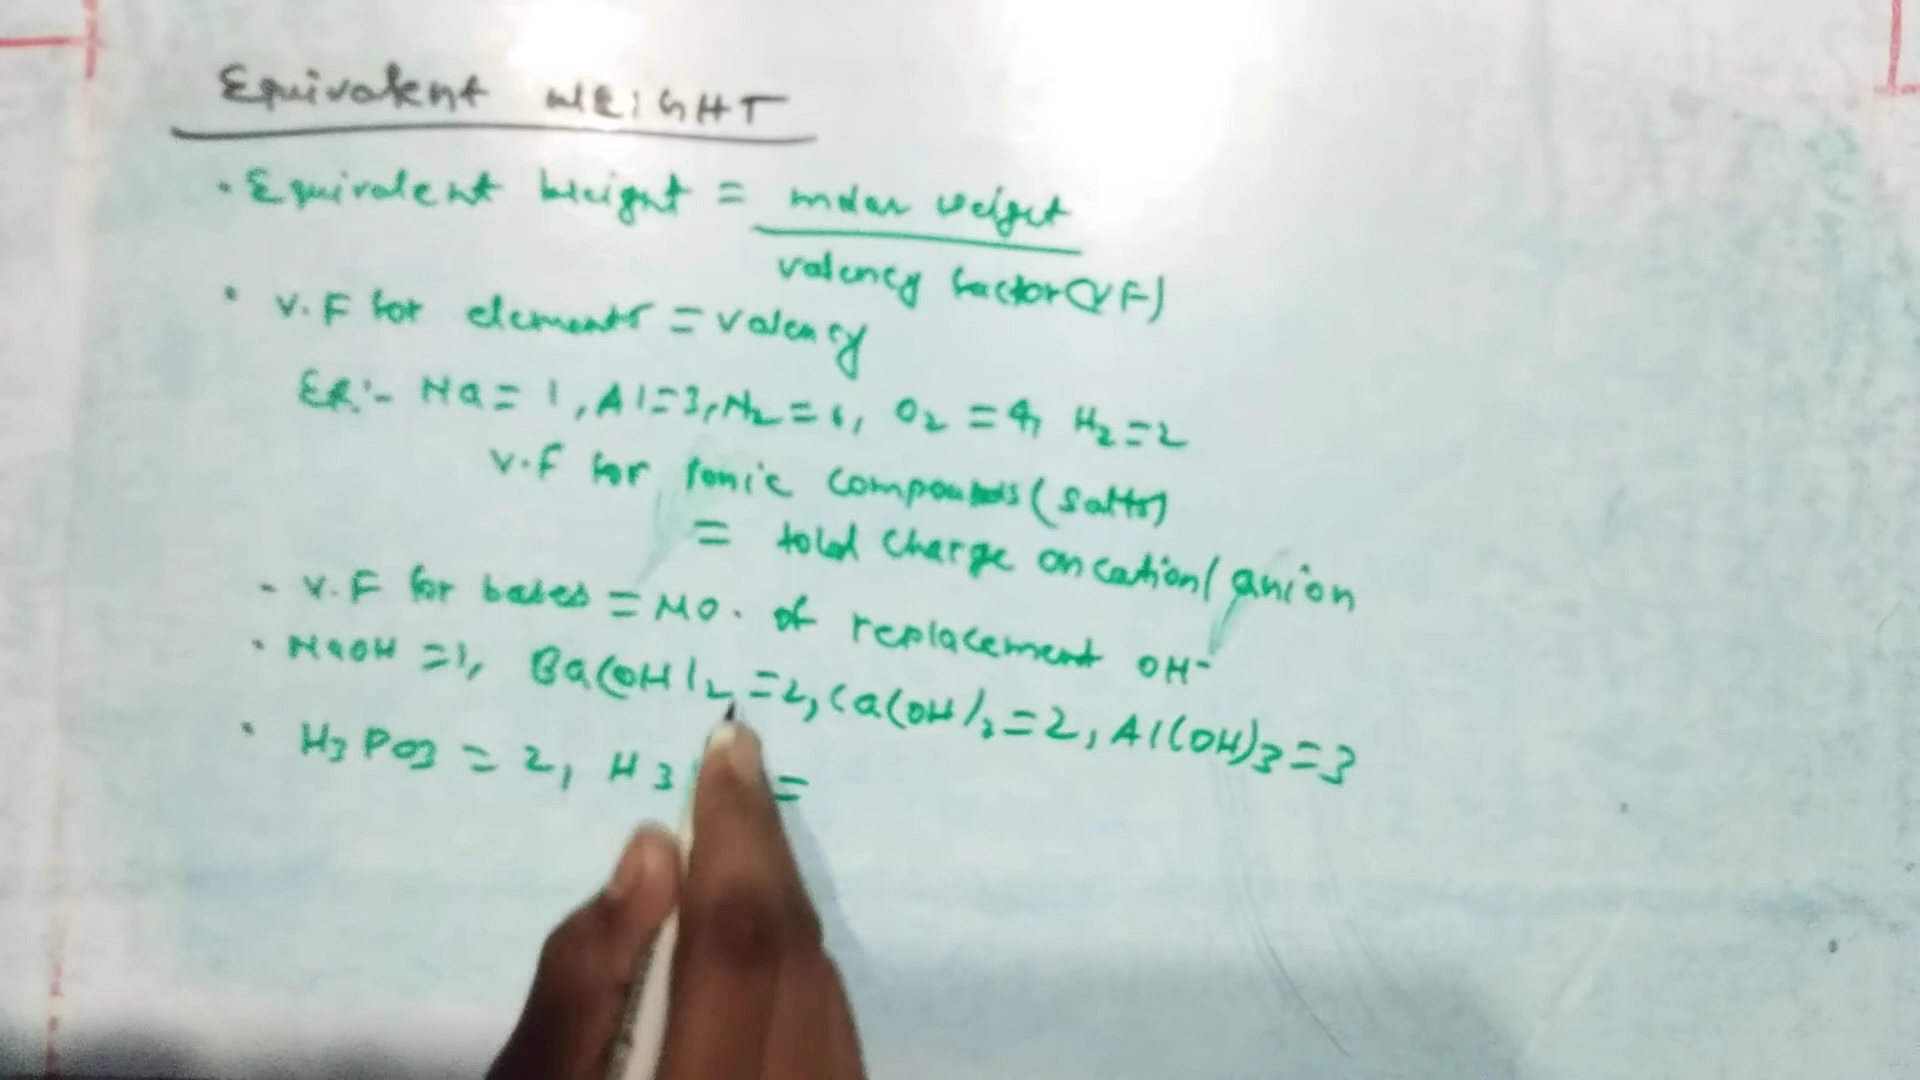 Equivalent WEIGHT
• Equivalent weight = molar weight
valency factor (VF)
• V.F for elements = valency
Ex:- Na = 1, Al = 3, N2 = 6, O2 = 4, H2 = 2
V.F for Ionic compounds (salts)
= total charge on cation/anion
- V.F for bases = NO. of replacement OH-
• NaOH = 1, Ba(OH)2 = 2, Ca(OH)2 = 2, Al(OH)3 = 3
• H3PO3 = 2, H3 =